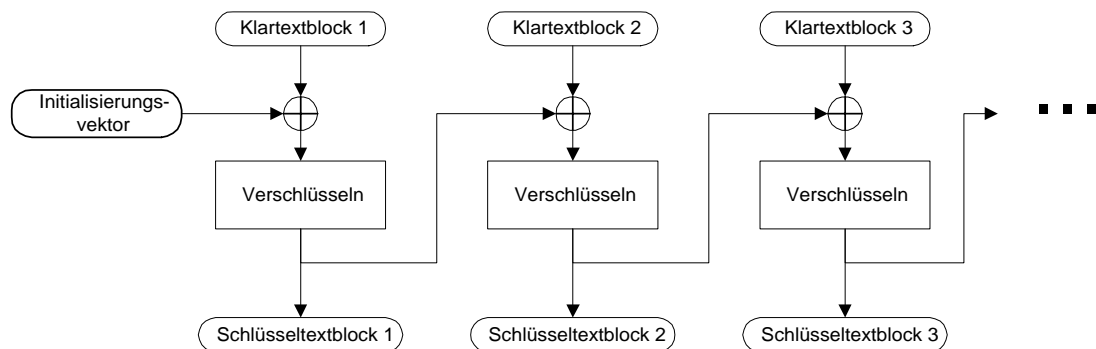 Klartextblock 1
Klartextblock 2
Klartextblock 3
Initialisierungs-
vektor
Verschlüsseln
Verschlüsseln
Verschlüsseln
Schlüsseltextblock 1
Schlüsseltextblock 2
Schlüsseltextblock 3